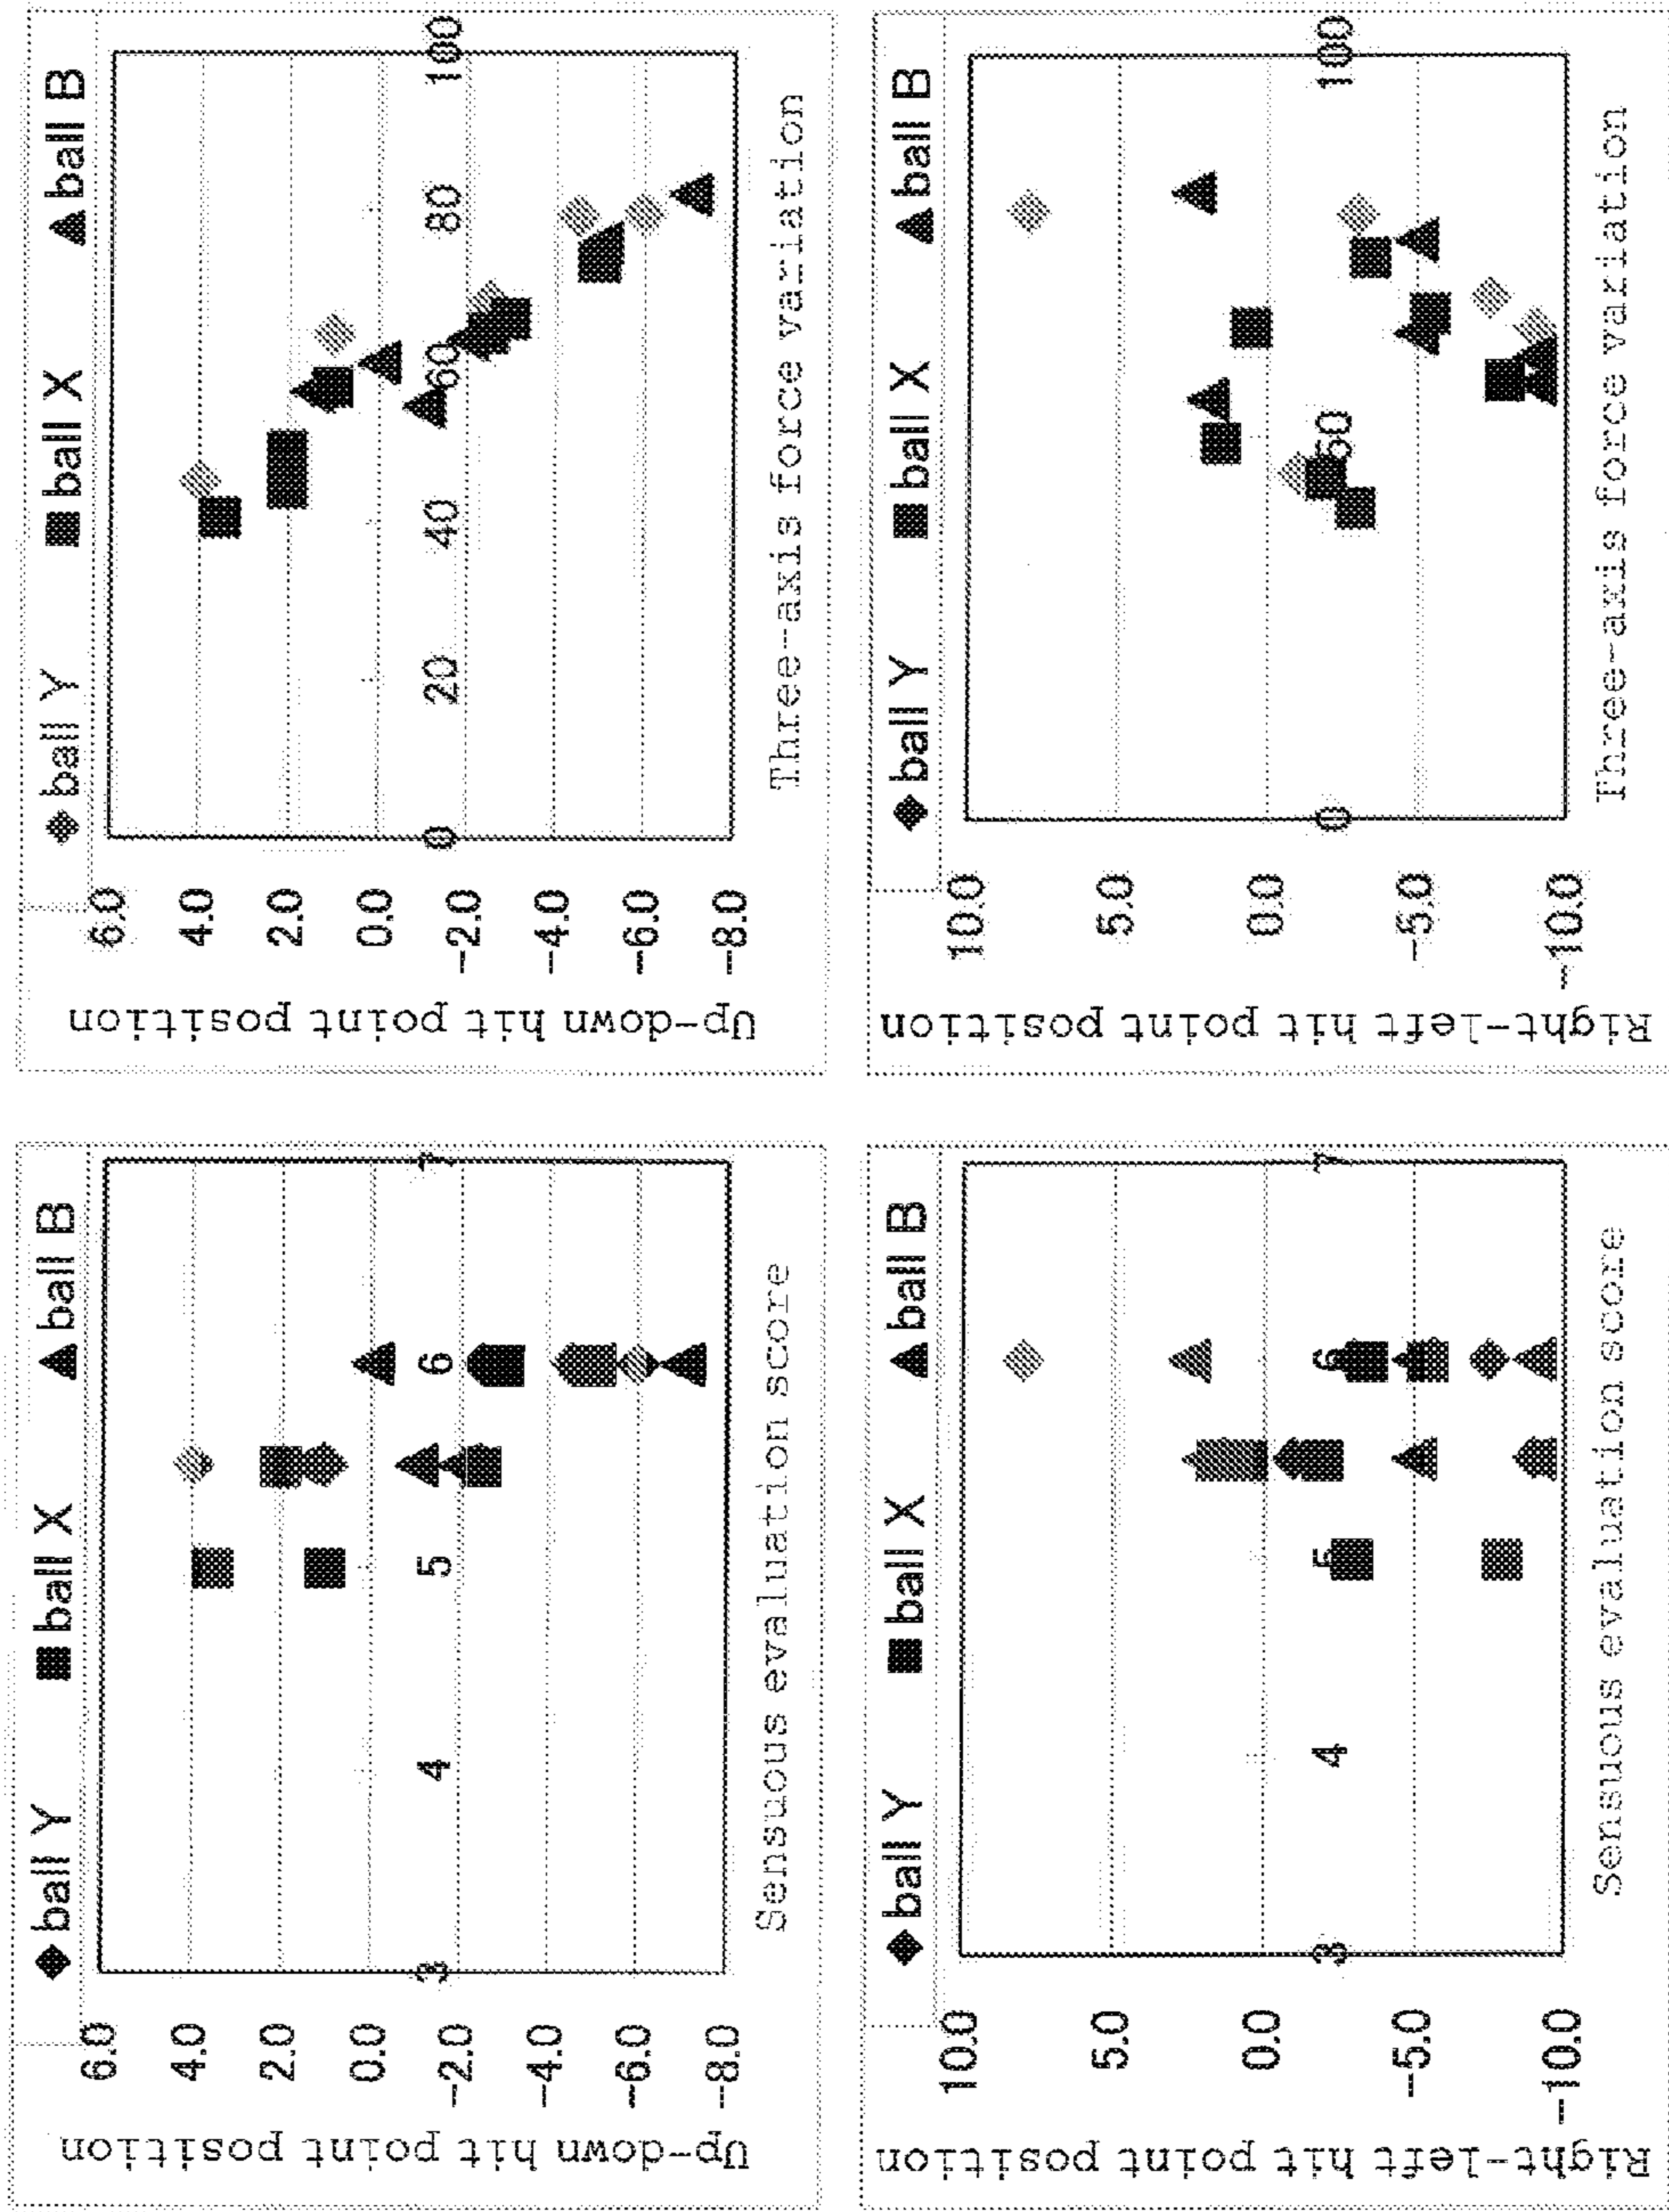 ◆ ball Y ■ ball X ▲ ball B
6.0
4.0
2.0
0.0
-2.0
-4.0
-6.0
-8.0
3 4 5 6 7
Up-down hit point position
Sensuous evaluation score
◆ ball Y ■ ball X ▲ ball B
6.0
4.0
2.0
0.0
-2.0
-4.0
-6.0
-8.0
0 20 40 60 80 100
Up-down hit point position
Three-axis force variation
◆ ball Y ■ ball X ▲ ball B
10.0
5.0
0.0
-5.0
-10.0
3 4 5 6 7
Right-left hit point position
Sensuous evaluation score
◆ ball Y ■ ball X ▲ ball B
10.0
5.0
0.0
-5.0
-10.0
0 50 100
Right-left hit point position
Three-axis force variation